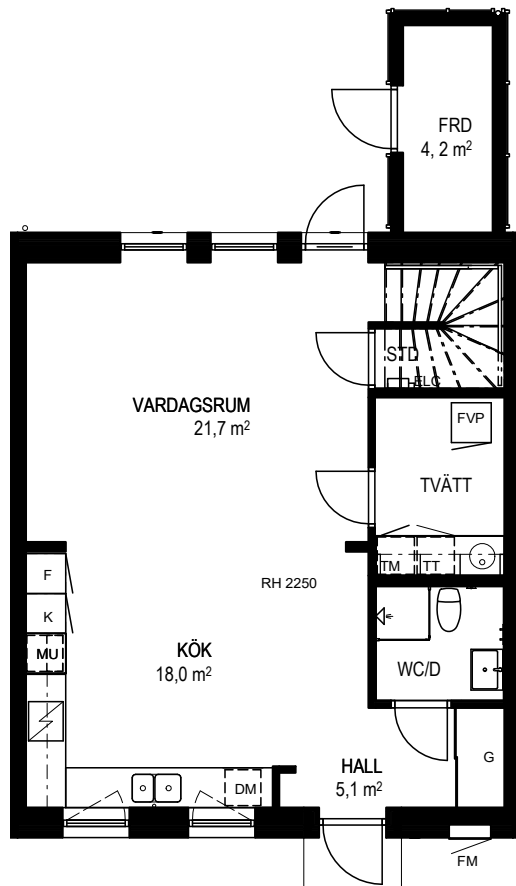 FRD
4, 2 m²
STD
ELC
VARDAGSRUM
21,7 m²
FVP
TVÄTT
TM
TT
F
RH 2250
K
MU
KÖK
18,0 m²
WC/D
HALL
5,1 m²
G
DM
FM